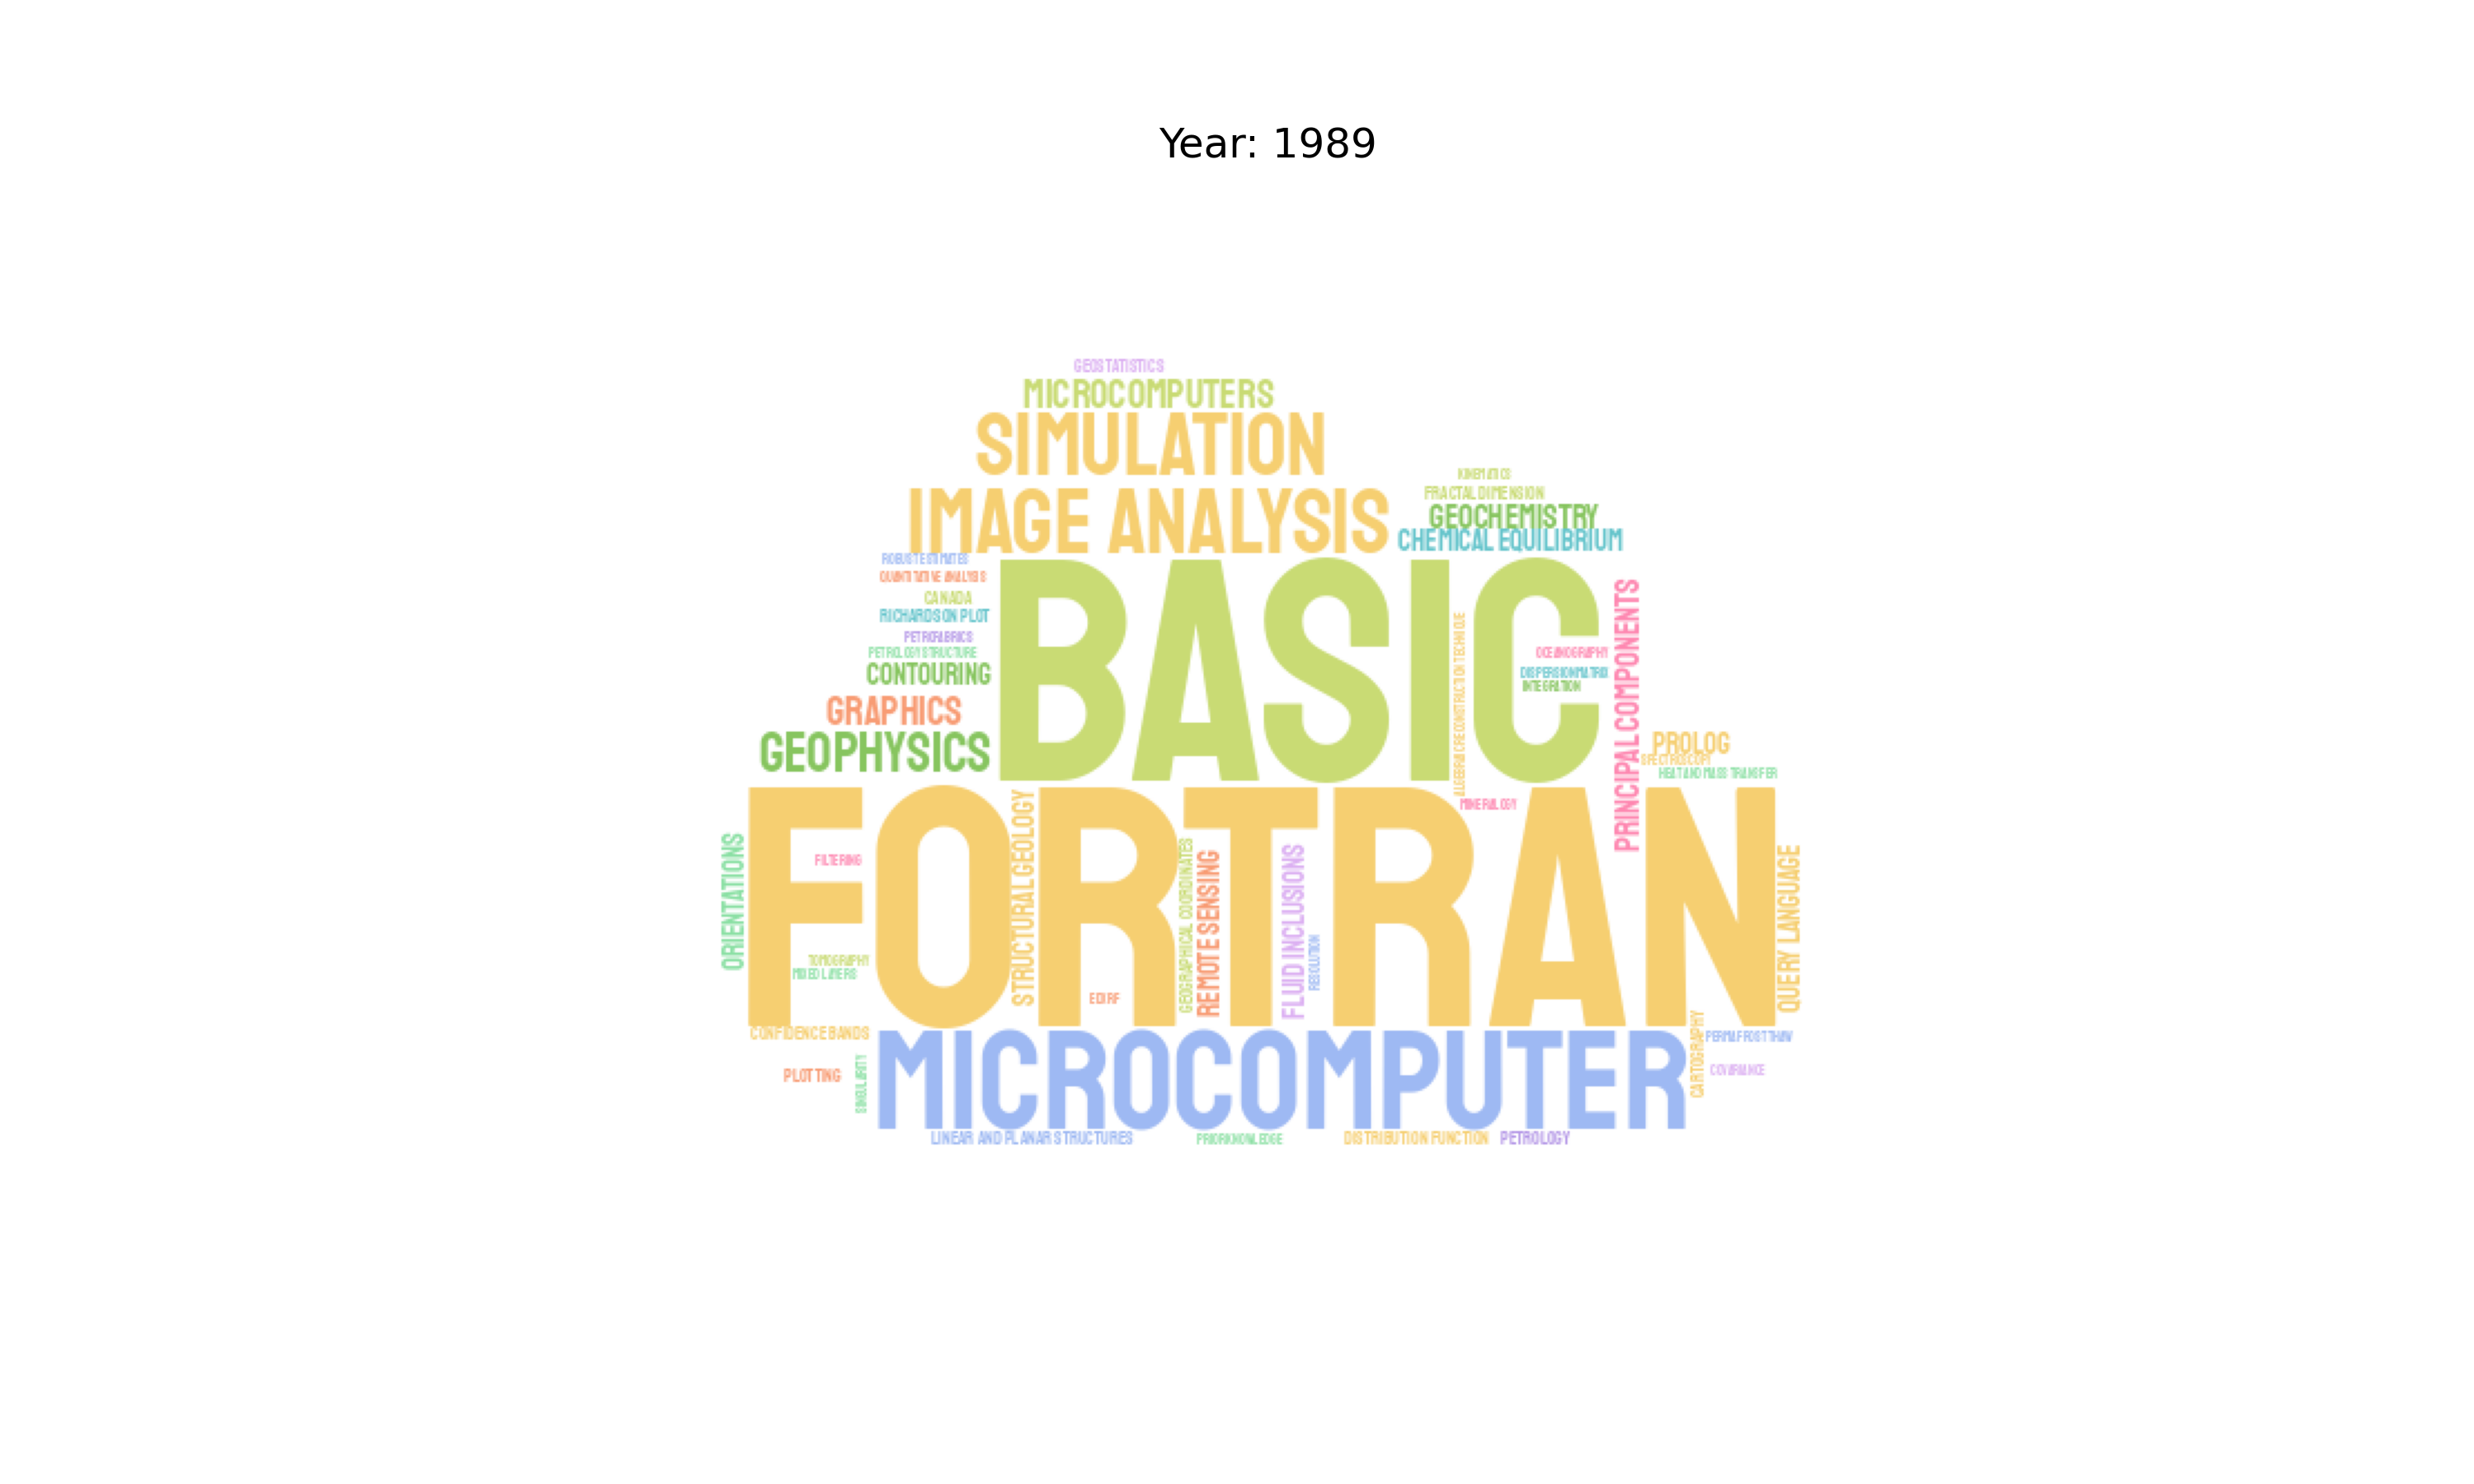 Year: 1989
GEOSTATISTICS
MICROCOMPUTERS
SIMULATION
KINEMATICS
IMAGE ANALYSIS
FRACTAL DIMENSION
GEOCHEMISTRY
CHEMICAL EQUILIBRIUM
ROBUST ESTIMATES
QUANTITATIVE ANALYSIS
CANADA
RICHARDSON PLOT
PETROFABRICS
PETROLOGY STRUCTURE
CONTOURING
GRAPHICS
GEOPHYSICS
BASIC
ALGEBRAIC RECONSTRUCTION TECHNIQUE
OCEANOGRAPHY
DISPERSION MATRIX
INTEGRATION
PRINCIPAL COMPONENTS
PROLOG
SPECTROSCOPY
HEAT AND MASS TRANSFER
MINERALOGY
FORTRAN
ORIENTATIONS
FILTERING
TOMOGRAPHY
MIXED LAYERS
STRUCTURAL GEOLOGY
EDXRF
GEOGRAPHICAL COORDINATES
REMOTE SENSING
FLUID INCLUSIONS
RESOLUTION
QUERY LANGUAGE
CONFIDENCE BANDS
PLOTTING
SINGULARITY
MICROCOMPUTER
CARTOGRAPHY
PERMAFROST THAW
COVARIANCE
LINEAR AND PLANAR STRUCTURES
PRIOR KNOWLEDGE
DISTRIBUTION FUNCTION
PETROLOGY